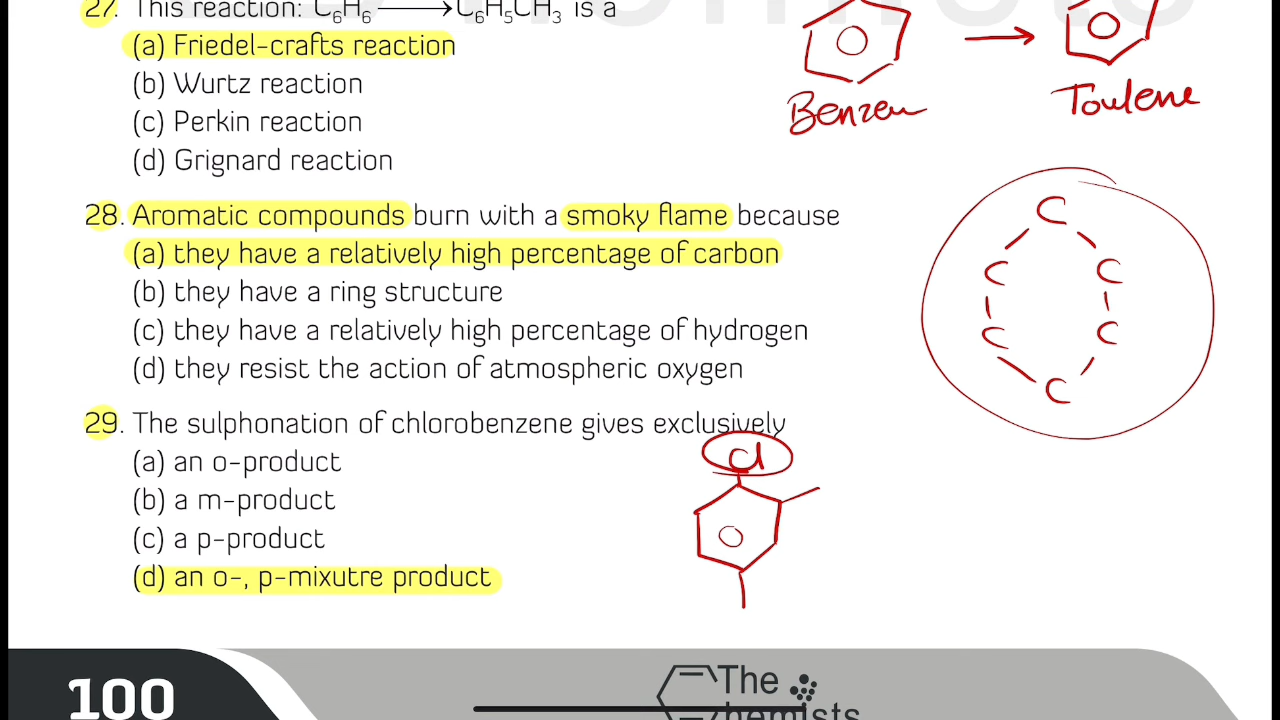 27. This reaction: C₆H₆ ⟶ C₆H₅CH₃ is a
(a) Friedel-crafts reaction
(b) Wurtz reaction
(c) Perkin reaction
(d) Grignard reaction
Benzen
Toulene
28. Aromatic compounds burn with a smoky flame because
(a) they have a relatively high percentage of carbon
(b) they have a ring structure
(c) they have a relatively high percentage of hydrogen
(d) they resist the action of atmospheric oxygen
C
C C
C C
C
29. The sulphonation of chlorobenzene gives exclusively
(a) an o-product
(b) a m-product
(c) a p-product
(d) an o-, p-mixutre product
Cl
100
The
hemists